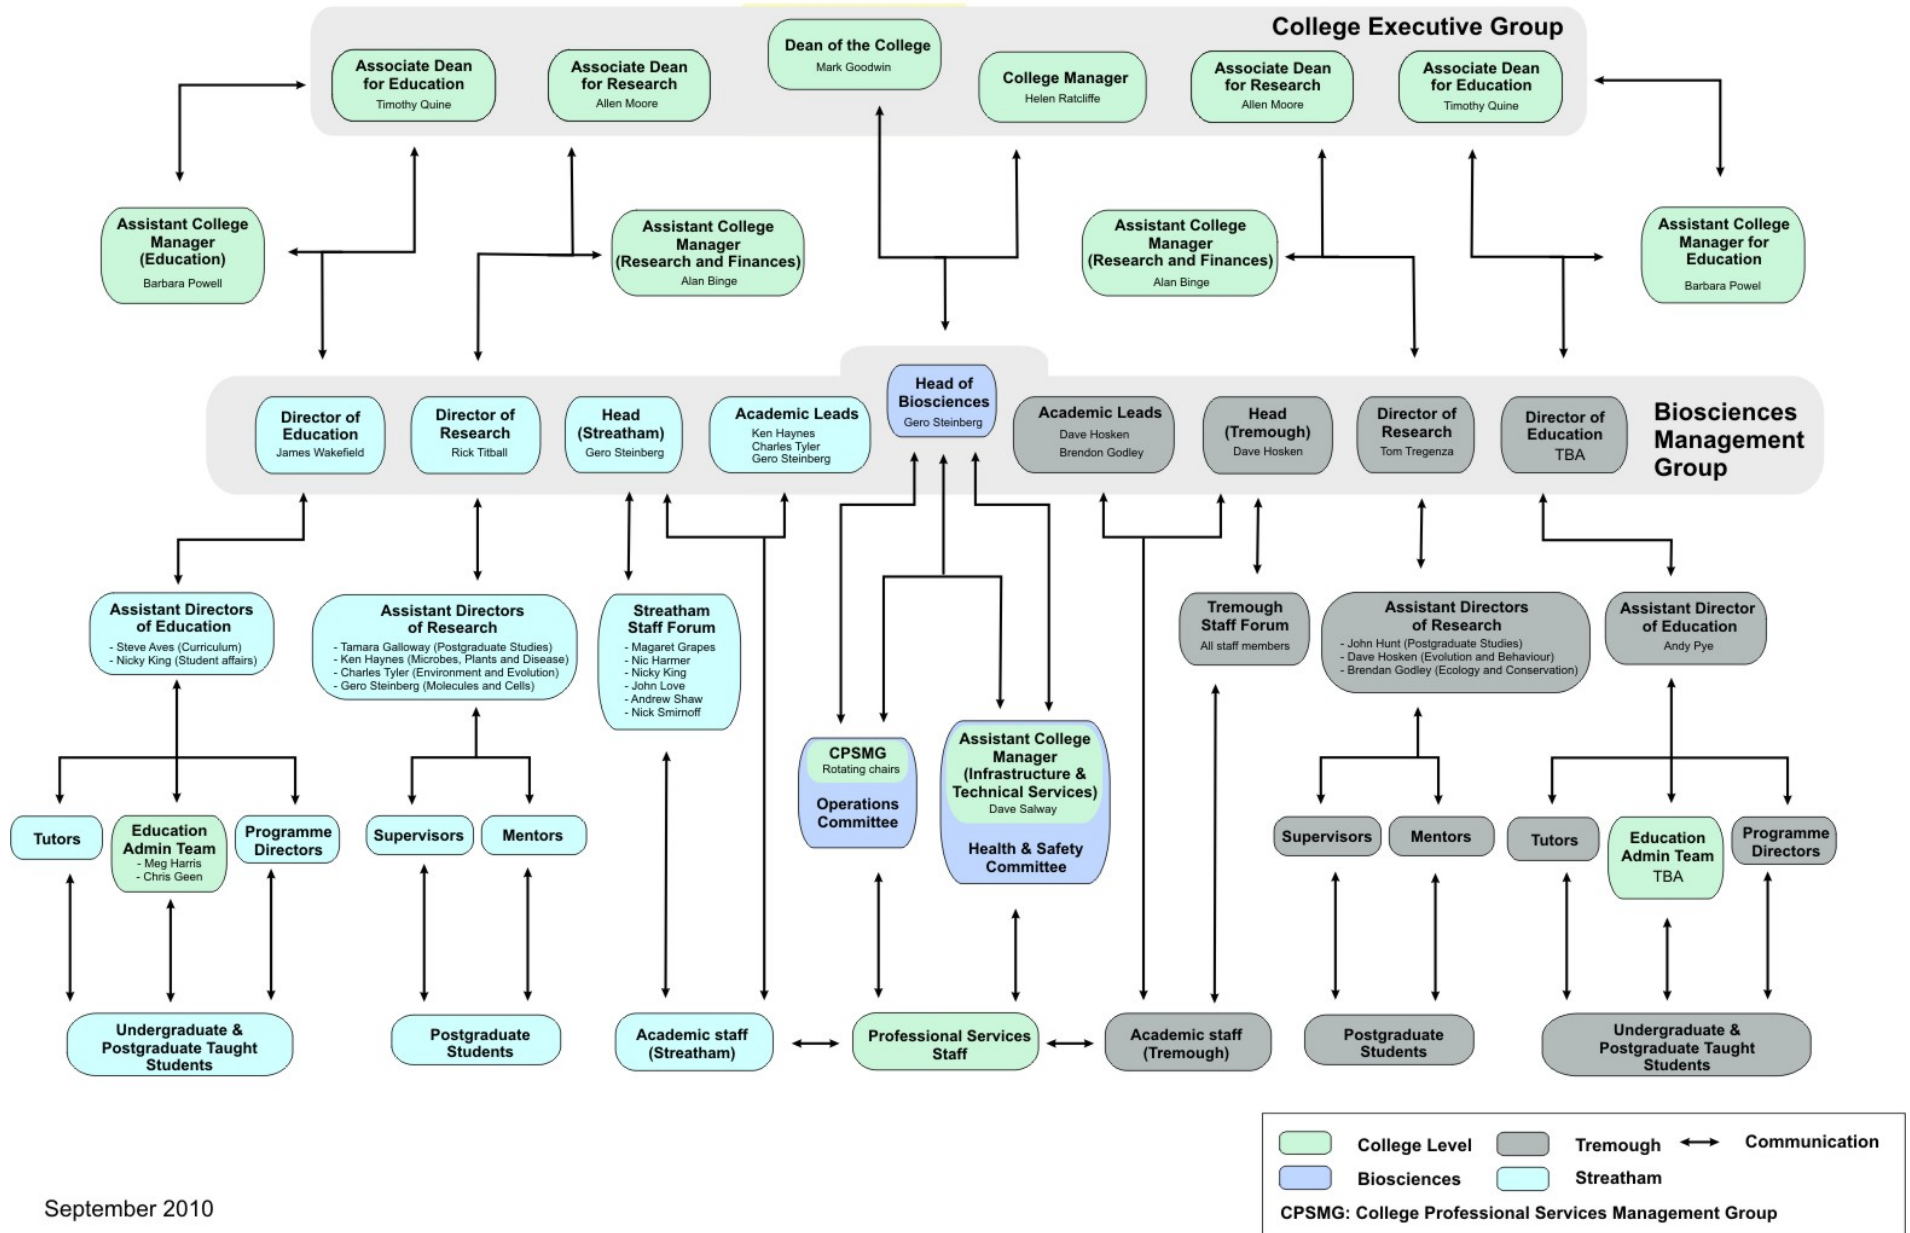 College Executive Group
Associate Dean
for Education
Timothy Quine
Associate Dean
for Research
Allen Moore
Dean of the College
Mark Goodwin
College Manager
Helen Ratcliffe
Associate Dean
for Research
Allen Moore
Associate Dean
for Education
Timothy Quine
Assistant College
Manager
(Education)
Barbara Powell
Assistant College
Manager
(Research and Finances)
Alan Binge
Assistant College
Manager
(Research and Finances)
Alan Binge
Assistant College
Manager for
Education
Barbara Powel
Director of
Education
James Wakefield
Director of
Research
Rick Titball
Head
(Streatham)
Gero Steinberg
Academic Leads
Ken Haynes
Charles Tyler
Gero Steinberg
Head of
Biosciences
Gero Steinberg
Academic Leads
Dave Hosken
Brendon Godley
Head
(Tremough)
Dave Hosken
Director of
Research
Tom Tregenza
Director of
Education
TBA
Biosciences
Management
Group
Assistant Directors
of Education
- Steve Aves (Curriculum)
- Nicky King (Student affairs)
Assistant Directors
of Research
- Tamara Galloway (Postgraduate Studies)
- Ken Haynes (Microbes, Plants and Disease)
- Charles Tyler (Environment and Evolution)
- Gero Steinberg (Molecules and Cells)
Streatham
Staff Forum
- Magaret Grapes
- Nic Harmer
- Nicky King
- John Love
- Andrew Shaw
- Nick Smirnoff
Tremough
Staff Forum
All staff members
Assistant Directors
of Research
- John Hunt (Postgraduate Studies)
- Dave Hosken (Evolution and Behaviour)
- Brendan Godley (Ecology and Conservation)
Assistant Director
of Education
Andy Pye
CPSMG
Rotating chairs
Operations
Committee
Assistant College
Manager
(Infrastructure &
Technical Services)
Dave Salway
Health & Safety
Committee
Tutors
Education
Admin Team
- Meg Harris
- Chris Geen
Programme
Directors
Supervisors
Mentors
Supervisors
Mentors
Tutors
Education
Admin Team
TBA
Programme
Directors
Undergraduate &
Postgraduate Taught
Students
Postgraduate
Students
Academic staff
(Streatham)
Professional Services
Staff
Academic staff
(Tremough)
Postgraduate
Students
Undergraduate &
Postgraduate Taught
Students
College Level
Tremough
Communication
Biosciences
Streatham
CPSMG: College Professional Services Management Group
September 2010